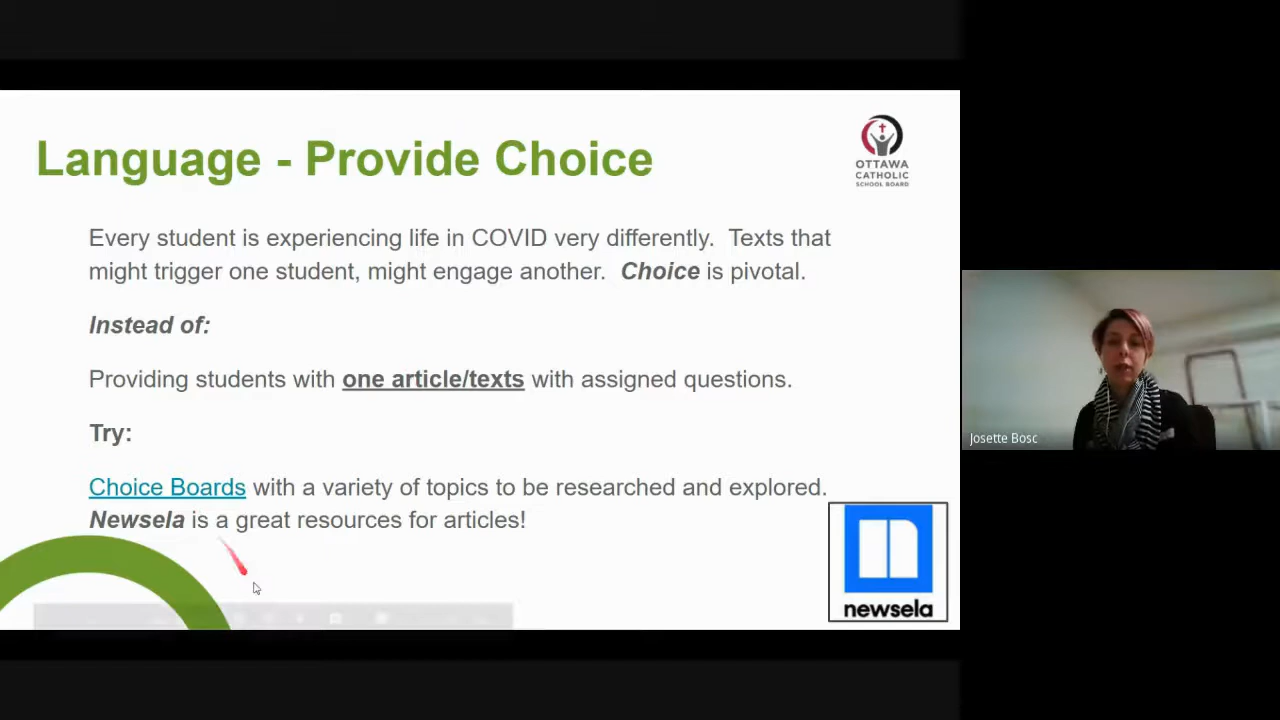 Language - Provide Choice
OTTAWA
CATHOLIC
SCHOOL BOARD
Every student is experiencing life in COVID very differently.  Texts that
might trigger one student, might engage another.  Choice is pivotal.
Instead of:
Providing students with one article/texts with assigned questions.
Try:
Choice Boards with a variety of topics to be researched and explored.
Newsela is a great resources for articles!
newsela
Josette Bosc